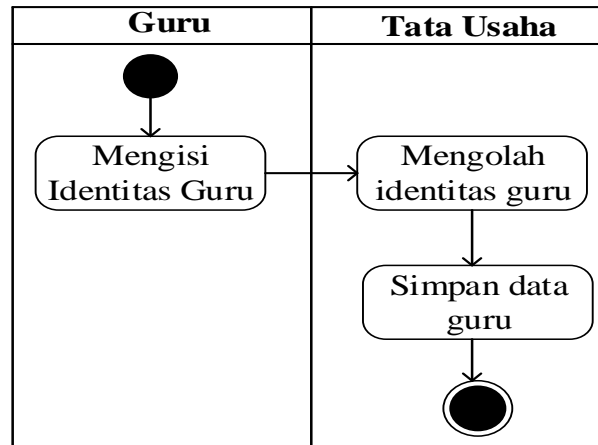 Guru
Tata Usaha
Mengisi
Identitas Guru
Mengolah
identitas guru
Simpan data
guru